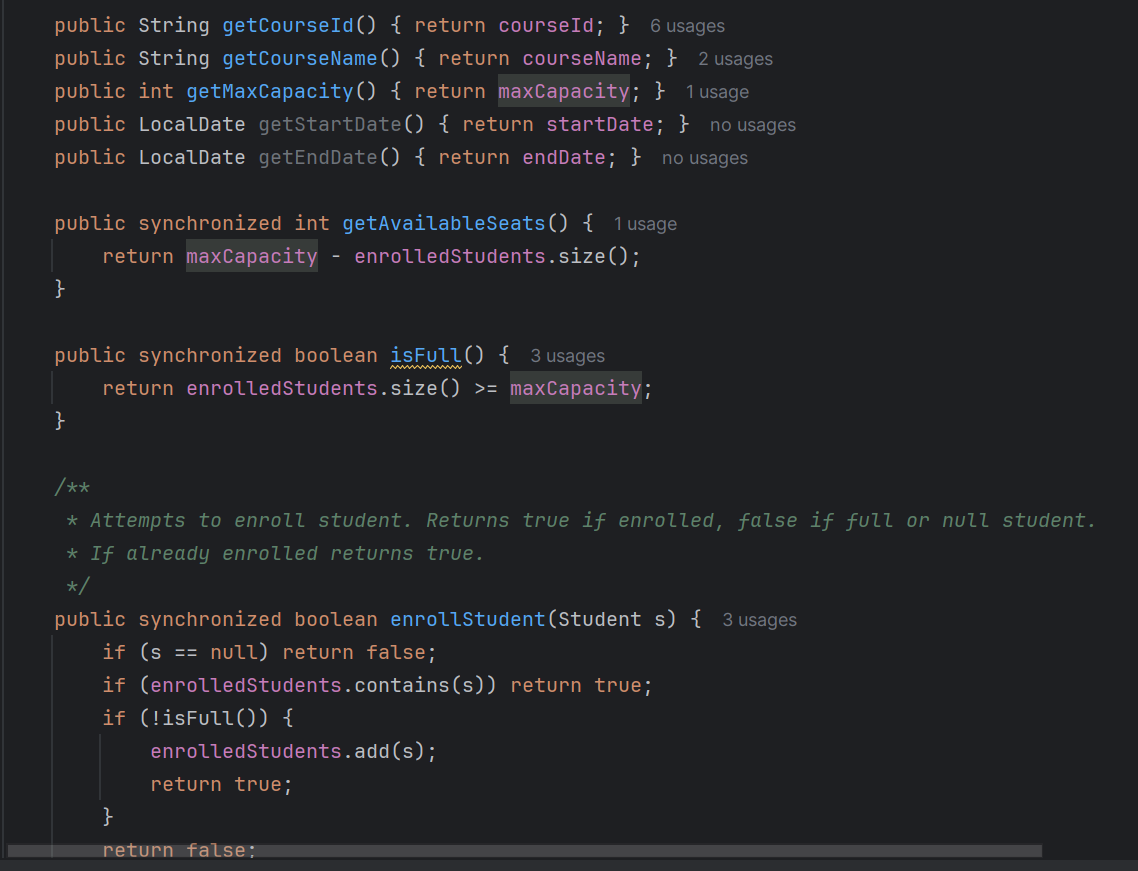 public String getCourseId() { return courseId; } 6 usages
public String getCourseName() { return courseName; } 2 usages
public int getMaxCapacity() { return maxCapacity; } 1 usage
public LocalDate getStartDate() { return startDate; } no usages
public LocalDate getEndDate() { return endDate; } no usages
public synchronized int getAvailableSeats() { 1 usage
return maxCapacity - enrolledStudents.size();
}
public synchronized boolean isFull() { 3 usages
return enrolledStudents.size() >= maxCapacity;
}
/**
* Attempts to enroll student. Returns true if enrolled, false if full or null student.
* If already enrolled returns true.
*/
public synchronized boolean enrollStudent(Student s) { 3 usages
if (s == null) return false;
if (enrolledStudents.contains(s)) return true;
if (!isFull()) {
enrolledStudents.add(s);
return true;
}
return false;